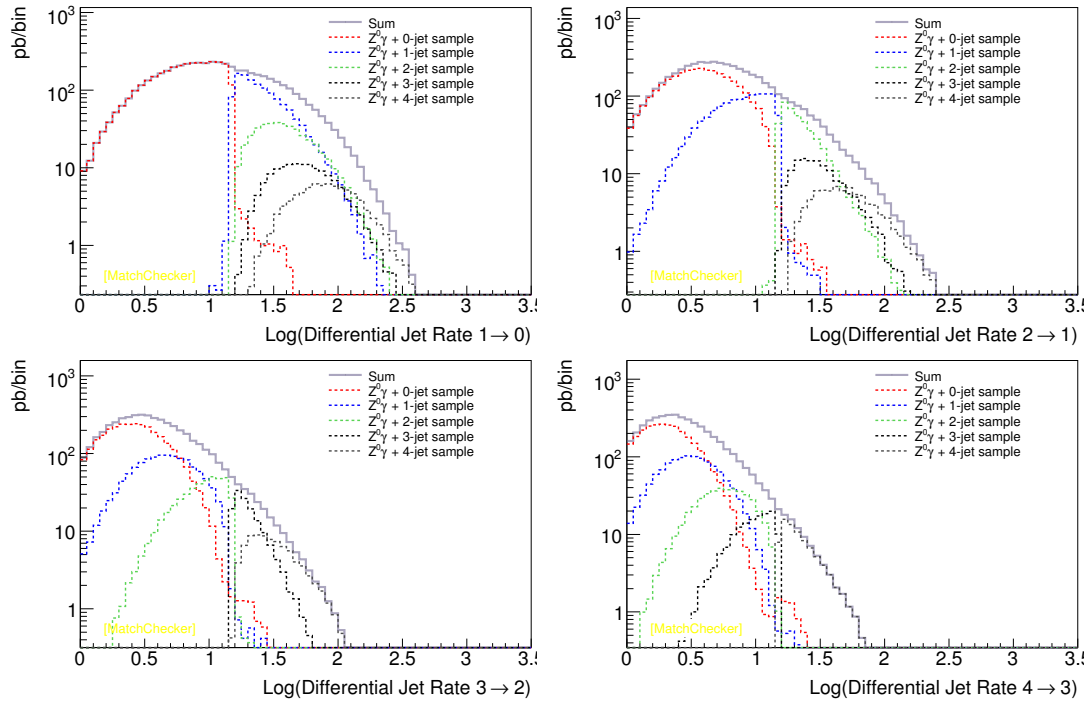 pb/bin
10³
10²
10
1
Sum
Z⁰γ + 0-jet sample
Z⁰γ + 1-jet sample
Z⁰γ + 2-jet sample
Z⁰γ + 3-jet sample
Z⁰γ + 4-jet sample
[MatchChecker]
0 0.5 1 1.5 2 2.5 3 3.5
Log(Differential Jet Rate 1→0)
pb/bin
10³
10²
10
1
Sum
Z⁰γ + 0-jet sample
Z⁰γ + 1-jet sample
Z⁰γ + 2-jet sample
Z⁰γ + 3-jet sample
Z⁰γ + 4-jet sample
[MatchChecker]
0 0.5 1 1.5 2 2.5 3 3.5
Log(Differential Jet Rate 2→1)
pb/bin
10³
10²
10
1
Sum
Z⁰γ + 0-jet sample
Z⁰γ + 1-jet sample
Z⁰γ + 2-jet sample
Z⁰γ + 3-jet sample
Z⁰γ + 4-jet sample
[MatchChecker]
0 0.5 1 1.5 2 2.5 3 3.5
Log(Differential Jet Rate 3→2)
pb/bin
10³
10²
10
1
Sum
Z⁰γ + 0-jet sample
Z⁰γ + 1-jet sample
Z⁰γ + 2-jet sample
Z⁰γ + 3-jet sample
Z⁰γ + 4-jet sample
[MatchChecker]
0 0.5 1 1.5 2 2.5 3 3.5
Log(Differential Jet Rate 4→3)